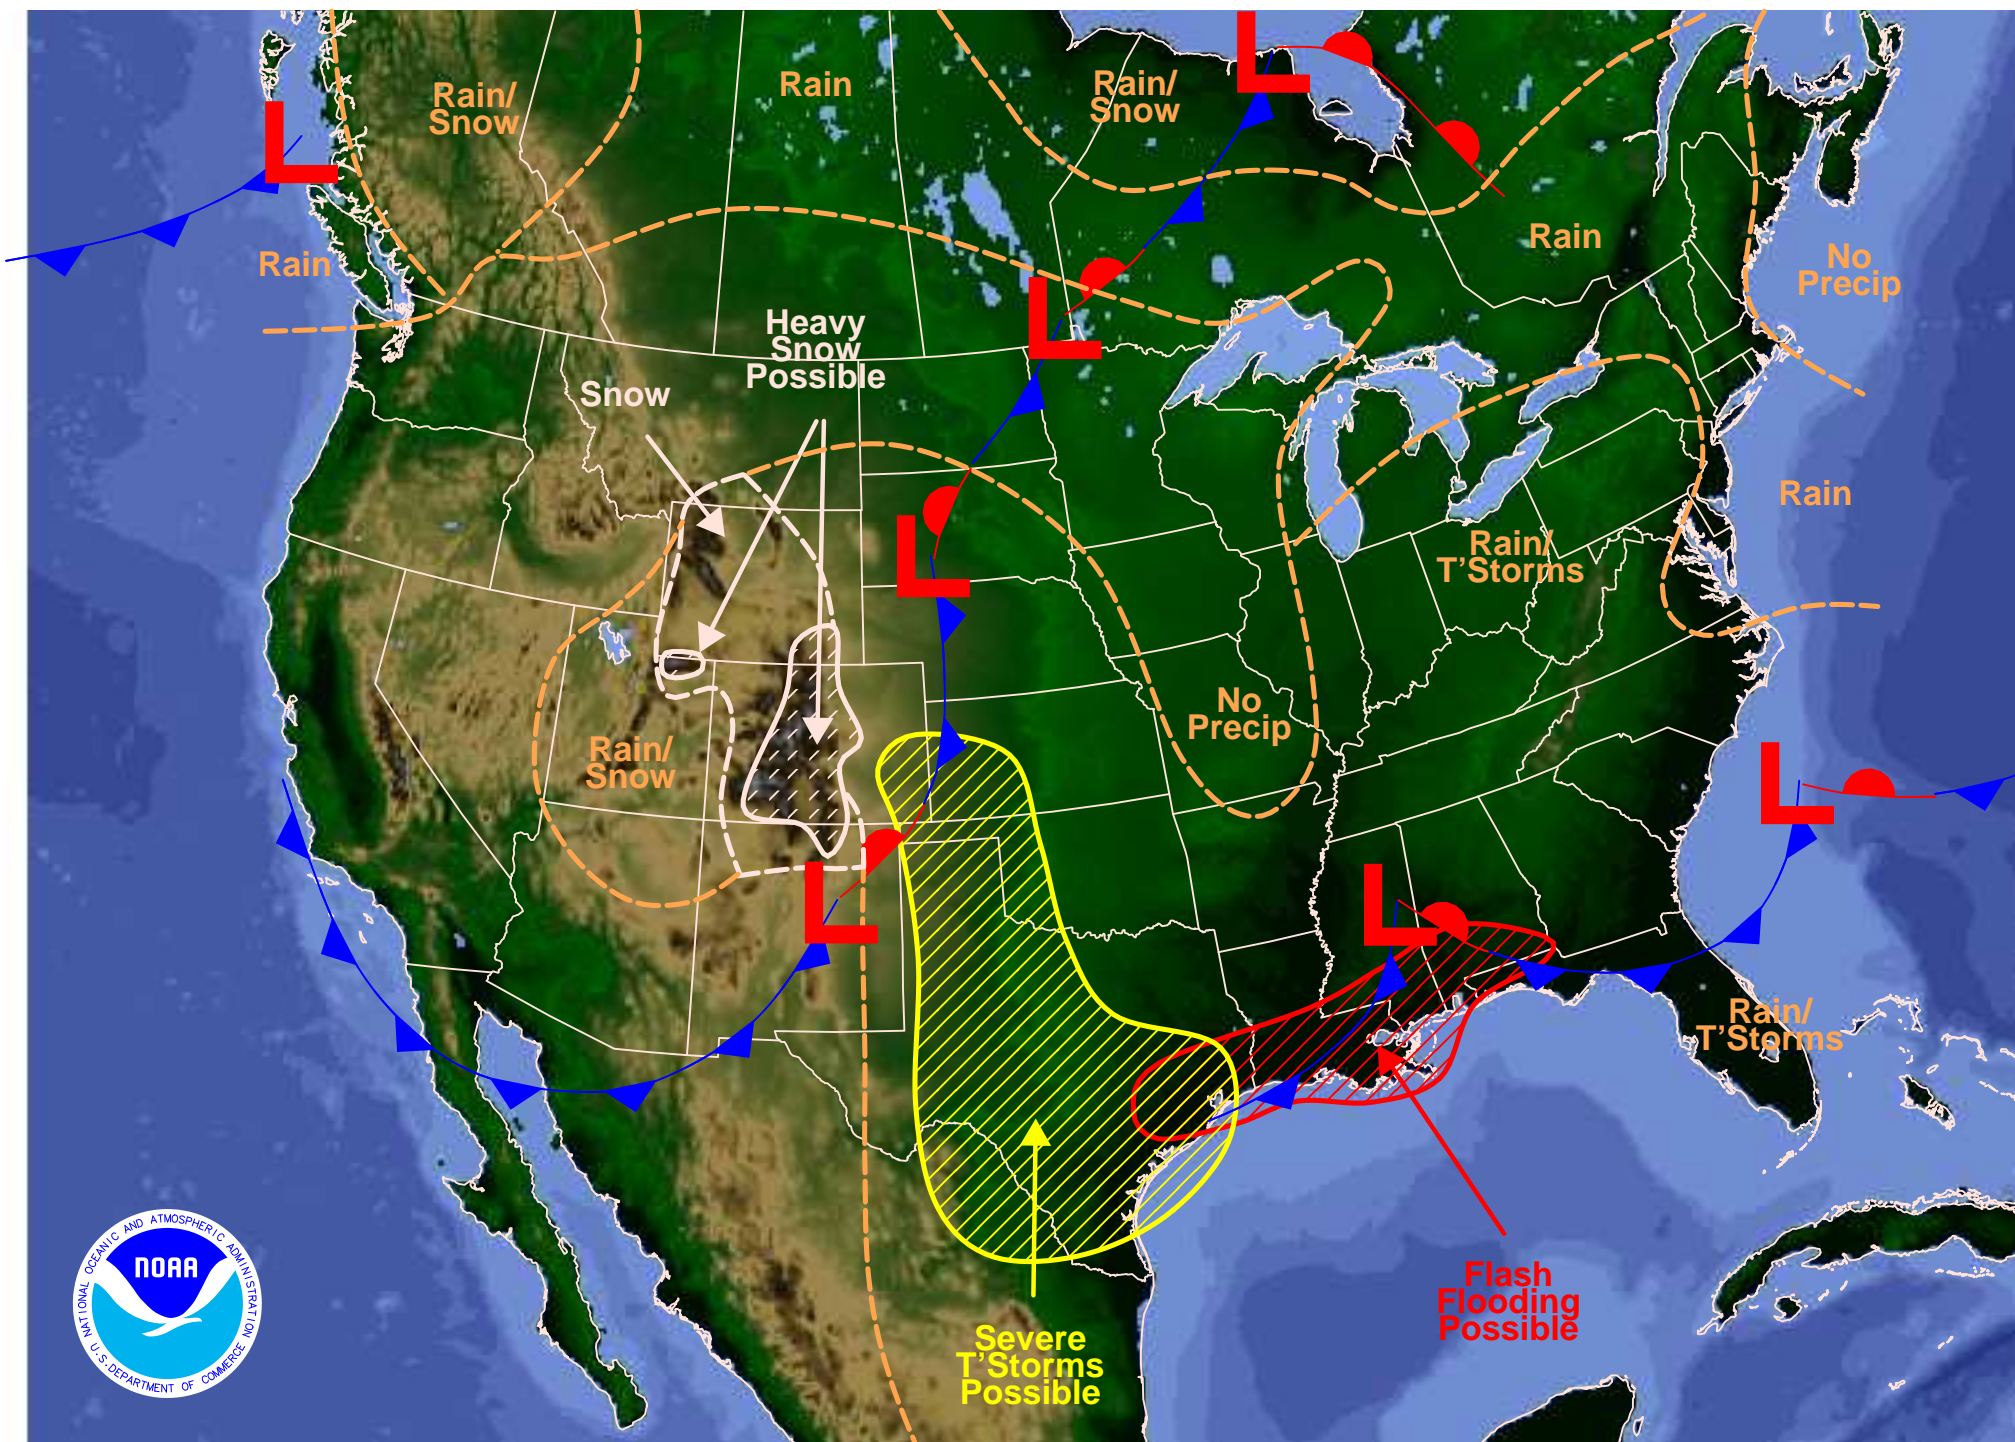 Rain/
Snow
Rain
Rain/
Snow
Rain
Rain
No
Precip
Heavy
Snow
Possible
Snow
Rain
Rain/
T'Storms
No
Precip
Rain/
Snow
Rain/
T'Storms
Flash
Flooding
Possible
Severe
T'Storms
Possible
L
L
L
L
L
L
L
NATIONAL OCEANIC AND ATMOSPHERIC ADMINISTRATION
NOAA
U.S. DEPARTMENT OF COMMERCE